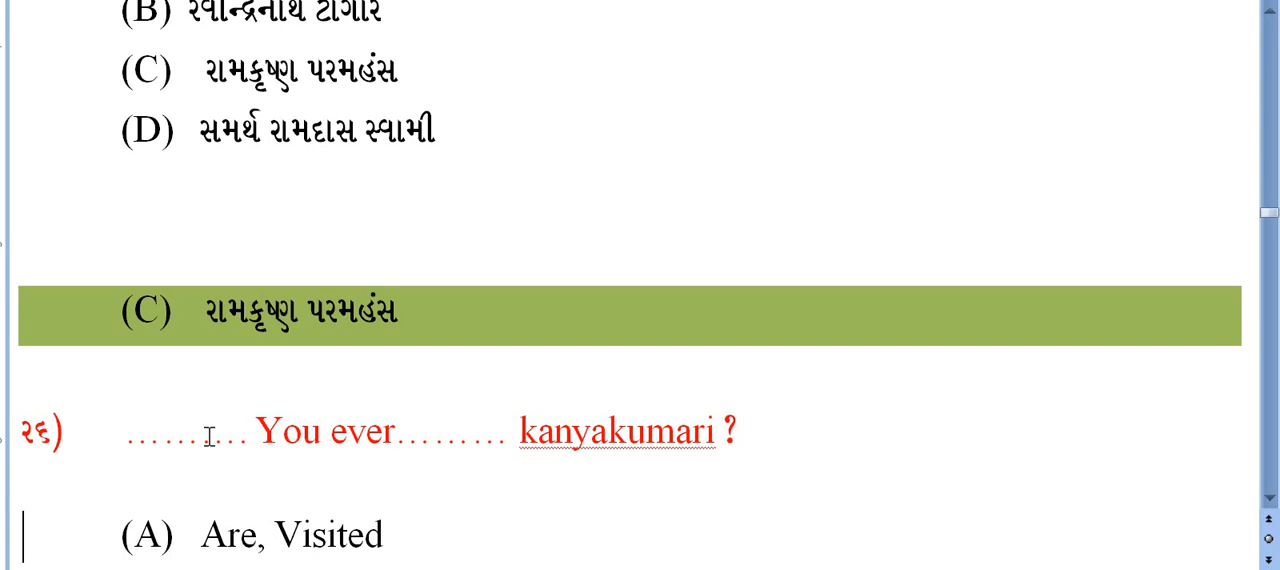 (B) રવીન્દ્રનાથ ટાગોર
(C) રામકૃષ્ણ પરમહંસ
(D) સમર્થ રામદાસ સ્વામી
(C) રામકૃષ્ણ પરમહંસ
૨૬) .......... You ever......... kanyakumari ?
(A) Are, Visited